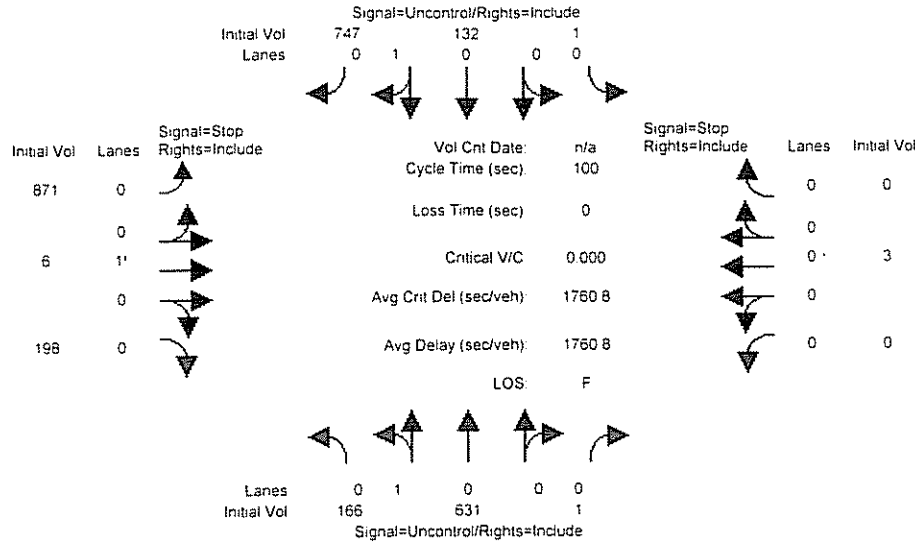 Signal=Uncontrol/Rights=Include
Initial Vol 747 132 1
Lanes 0 1 0 0 0
Signal=Stop
Rights=Include
Initial Vol Lanes
871 0
0
6 1'
0
198 0
Vol Cnt Date: n/a
Cycle Time (sec) 100
Loss Time (sec) 0
Critical V/C 0.000
Avg Crit Del (sec/veh): 1760 8
Avg Delay (sec/veh): 1760 8
LOS: F
Signal=Stop
Rights=Include
Lanes Initial Vol
0 0
0
0 3
0
0 0
Lanes 0 1 0 0 0
Initial Vol 166 631 1
Signal=Uncontrol/Rights=Include